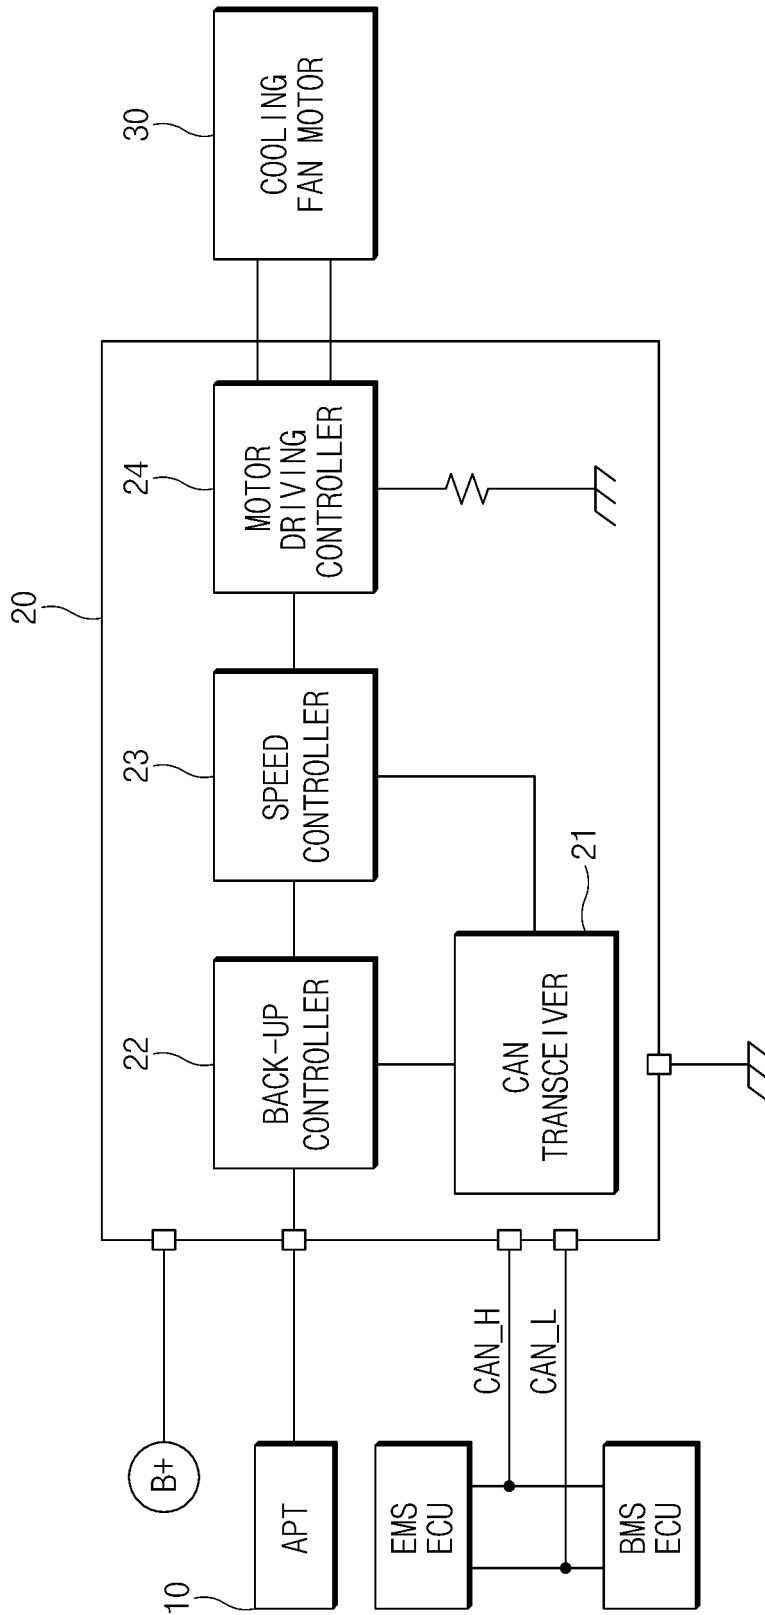 20
22
23
24
30
BACK-UP
CONTROLLER
SPEED
CONTROLLER
MOTOR
DRIVING
CONTROLLER
COOLING
FAN MOTOR
B+
10
APT
EMS
ECU
BMS
ECU
CAN_H
CAN_L
CAN
TRANSCEIVER
21